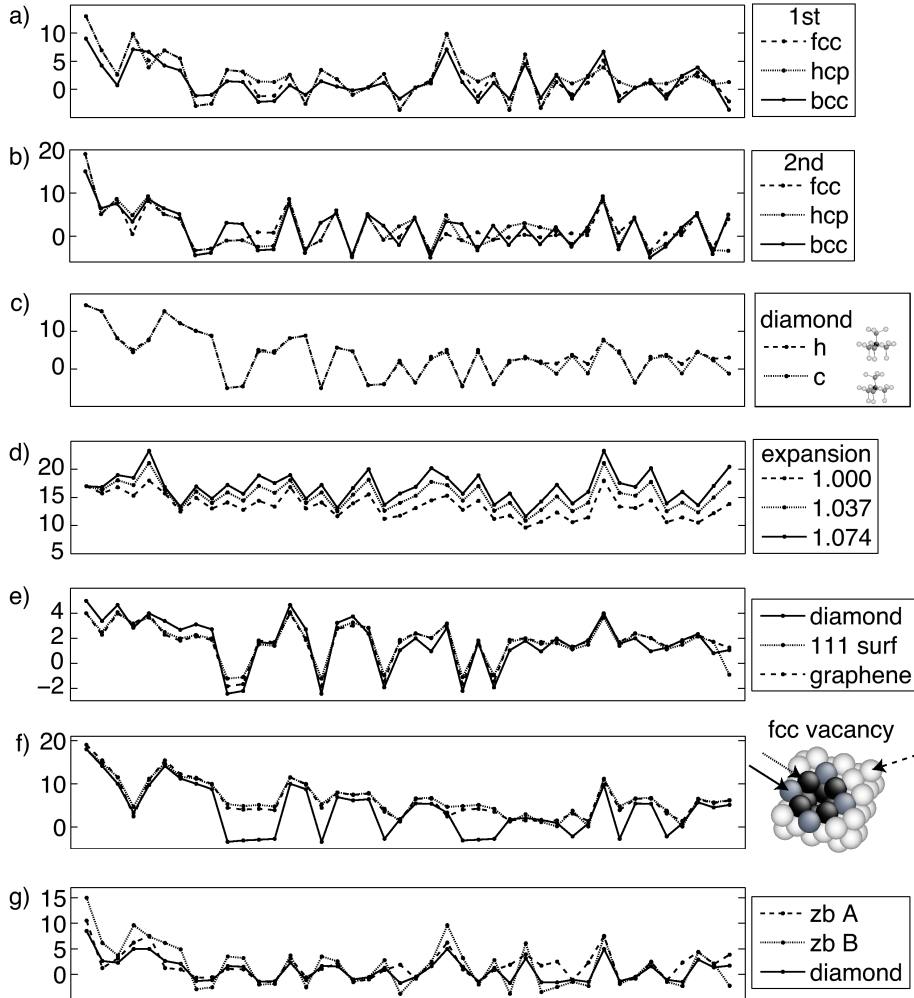 a)
10
5
0
1st
fcc
hcp
bcc
b)
20
10
0
2nd
fcc
hcp
bcc
c)
10
0
diamond
h
c
d)
20
15
10
5
expansion
1.000
1.037
1.074
e)
4
2
0
−2
diamond
111 surf
graphene
f)
20
10
0
fcc vacancy
g)
15
10
5
0
zb A
zb B
diamond